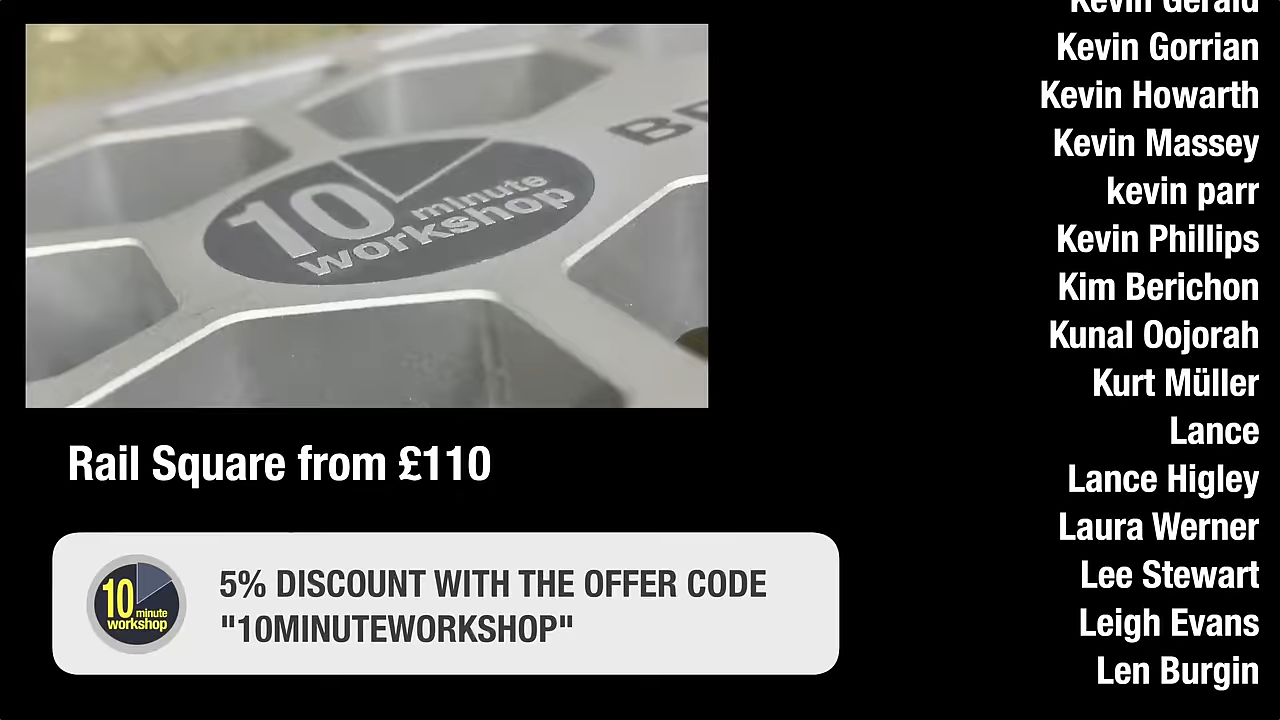 Kevin Gerald
Kevin Gorrian
Kevin Howarth
Kevin Massey
kevin parr
Kevin Phillips
Kim Berichon
Kunal Oojorah
Kurt Müller
Lance
Lance Higley
Laura Werner
Lee Stewart
Leigh Evans
Len Burgin
10 minute
workshop
Rail Square from £110
10 minute
workshop
5% DISCOUNT WITH THE OFFER CODE
"10MINUTEWORKSHOP"